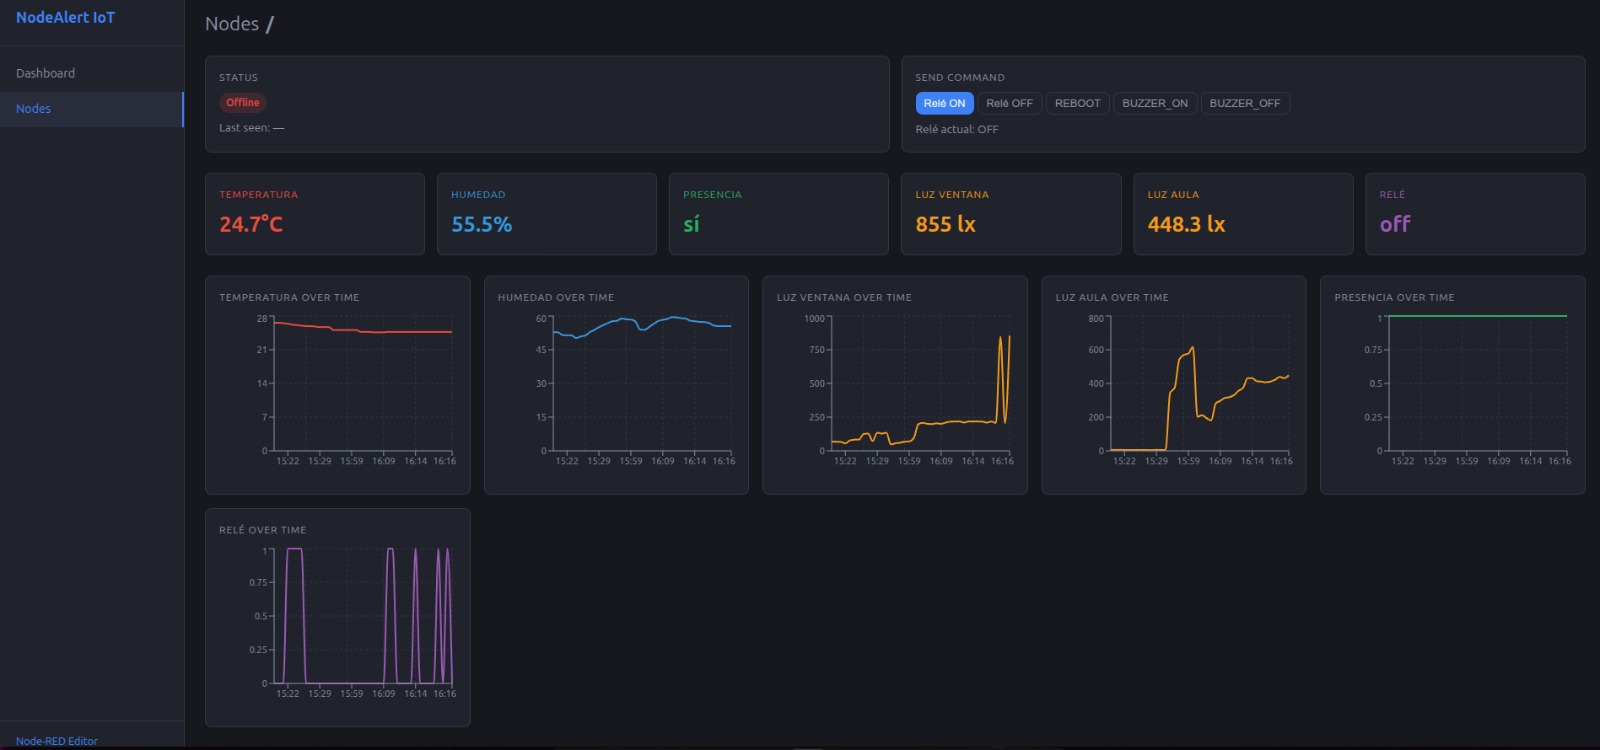 NodeAlert IoT
Dashboard
Nodes
Node-RED Editor
Nodes /
STATUS
Offline
Last seen: —
SEND COMMAND
Relé ON Relé OFF REBOOT BUZZER_ON BUZZER_OFF
Relé actual: OFF
TEMPERATURA
24.7°C
HUMEDAD
55.5%
PRESENCIA
sí
LUZ VENTANA
855 lx
LUZ AULA
448.3 lx
RELÉ
off
TEMPERATURA OVER TIME
28
21
14
7
0
15:22 15:29 15:59 16:09 16:14 16:16
HUMEDAD OVER TIME
60
45
30
15
0
15:22 15:29 15:59 16:09 16:14 16:16
LUZ VENTANA OVER TIME
1000
750
500
250
0
15:22 15:29 15:59 16:09 16:14 16:16
LUZ AULA OVER TIME
800
600
400
200
0
15:22 15:29 15:59 16:09 16:14 16:16
PRESENCIA OVER TIME
1
0.75
0.5
0.25
0
15:22 15:29 15:59 16:09 16:14 16:16
RELÉ OVER TIME
1
0.75
0.5
0.25
0
15:22 15:29 15:59 16:09 16:14 16:16